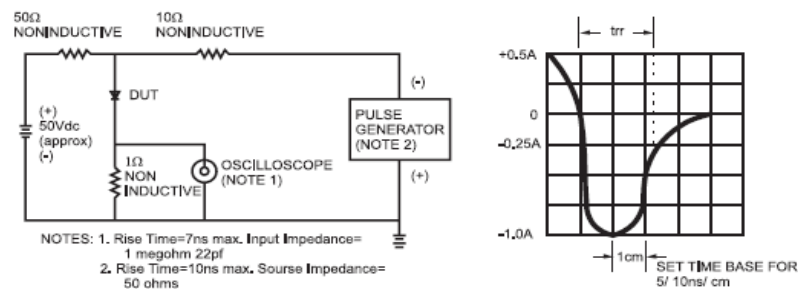 50Ω
NONINDUCTIVE
10Ω
NONINDUCTIVE
DUT
(+)
50Vdc
(approx)
(-)
1Ω
NON
INDUCTIVE
OSCILLOSCOPE
(NOTE 1)
(-)
PULSE
GENERATOR
(NOTE 2)
(+)
NOTES: 1. Rise Time=7ns max. Input Impedance=
1 megohm 22pf
2. Rise Time=10ns max. Sourse Impedance=
50 ohms
trr
+0.5A
0
-0.25A
-1.0A
1cm
SET TIME BASE FOR
5/ 10ns/ cm